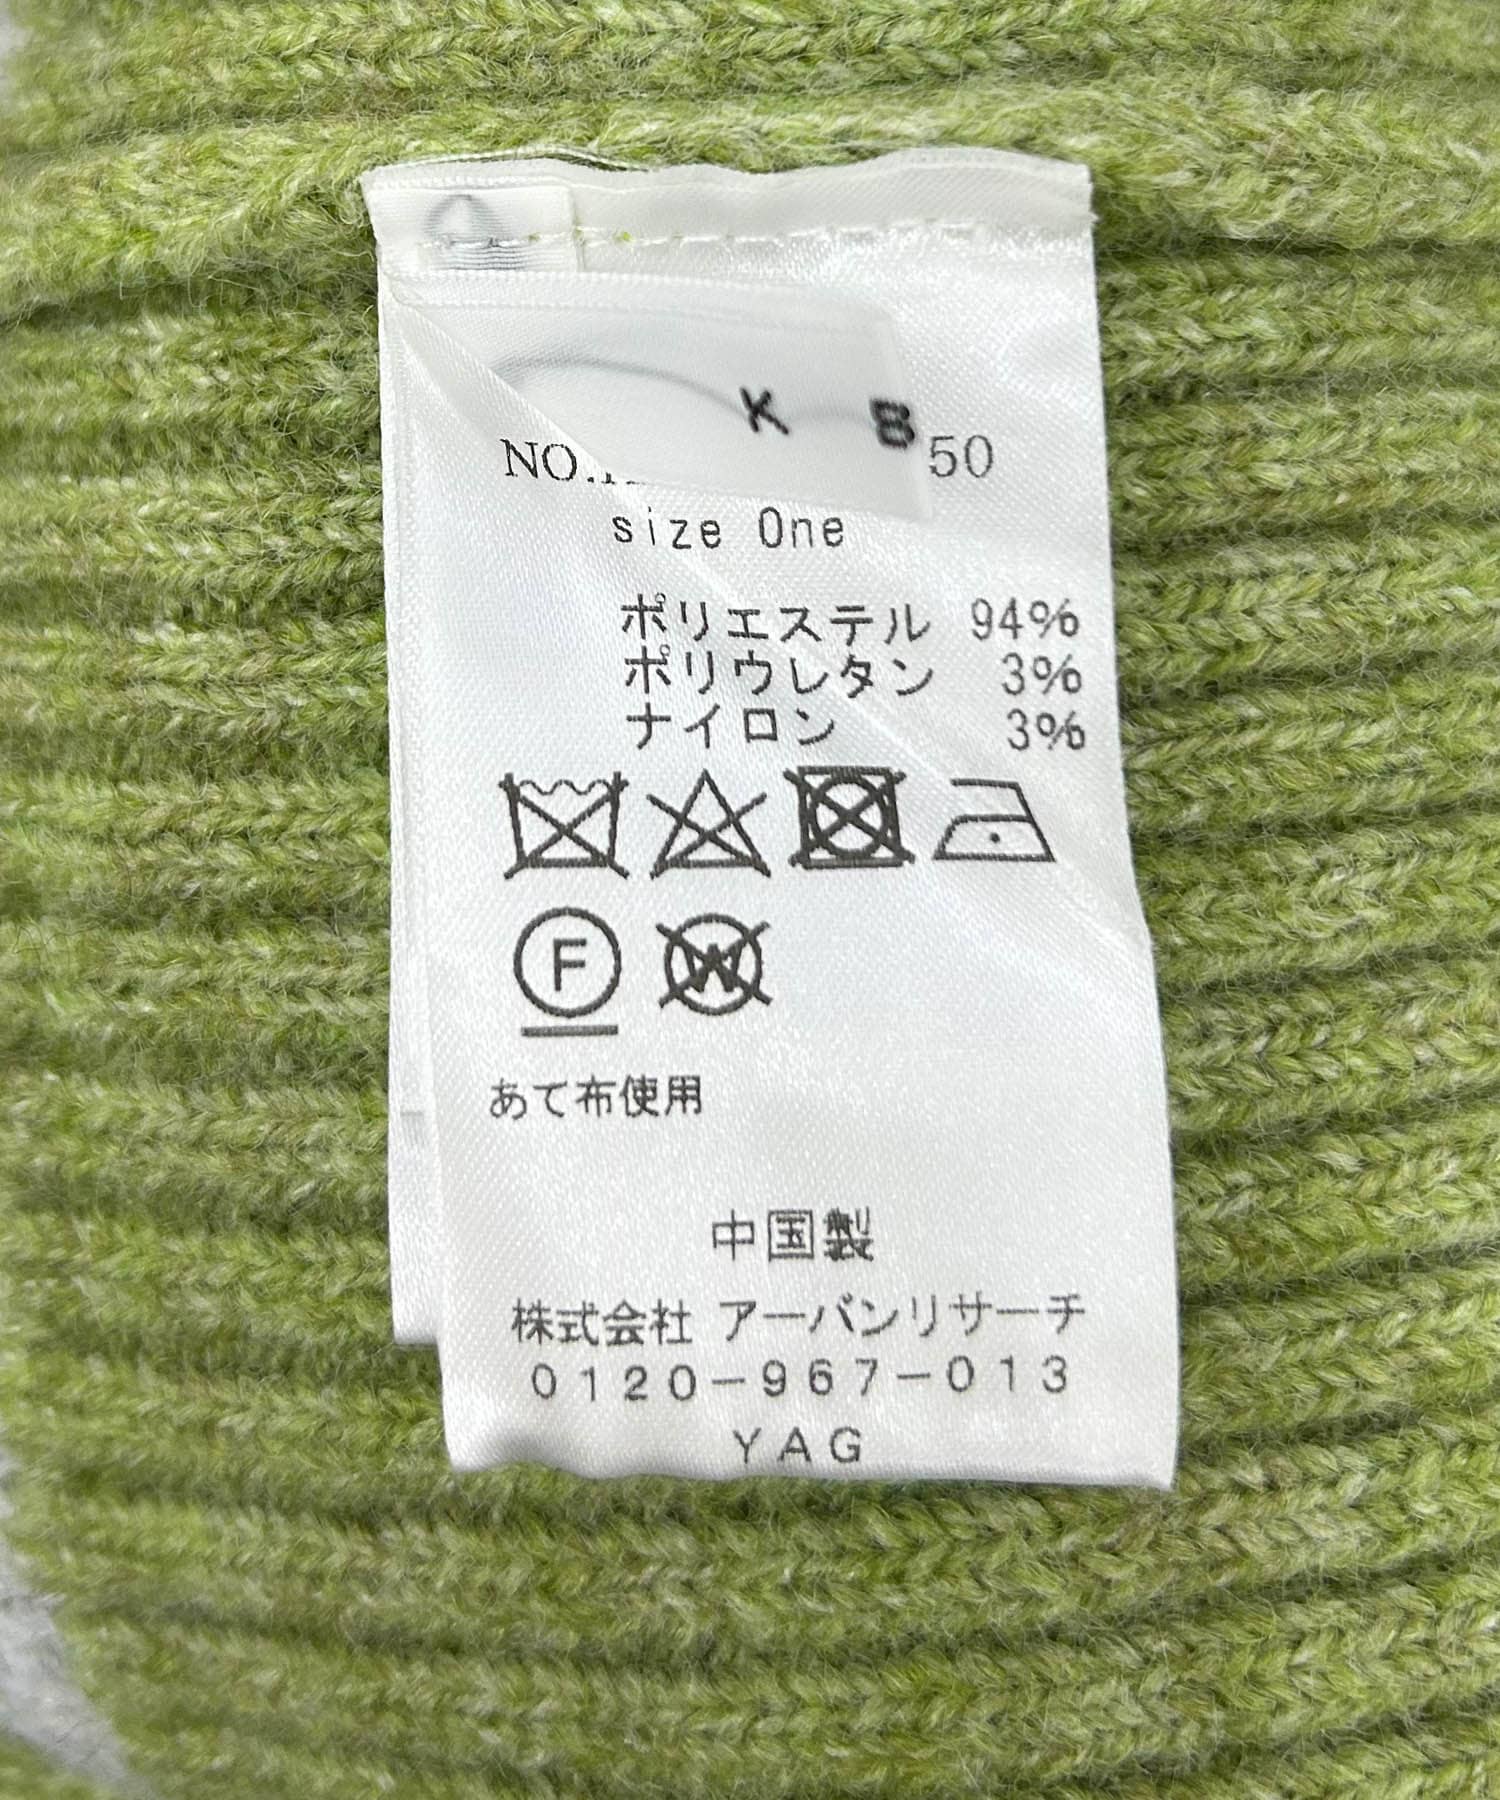 K B
NO. 50
size One
ポリエステル 94%
ポリウレタン 3%
ナイロン 3%
F W
あて布使用
中国製
株式会社 アーバンリサーチ
0120-967-013
YAG